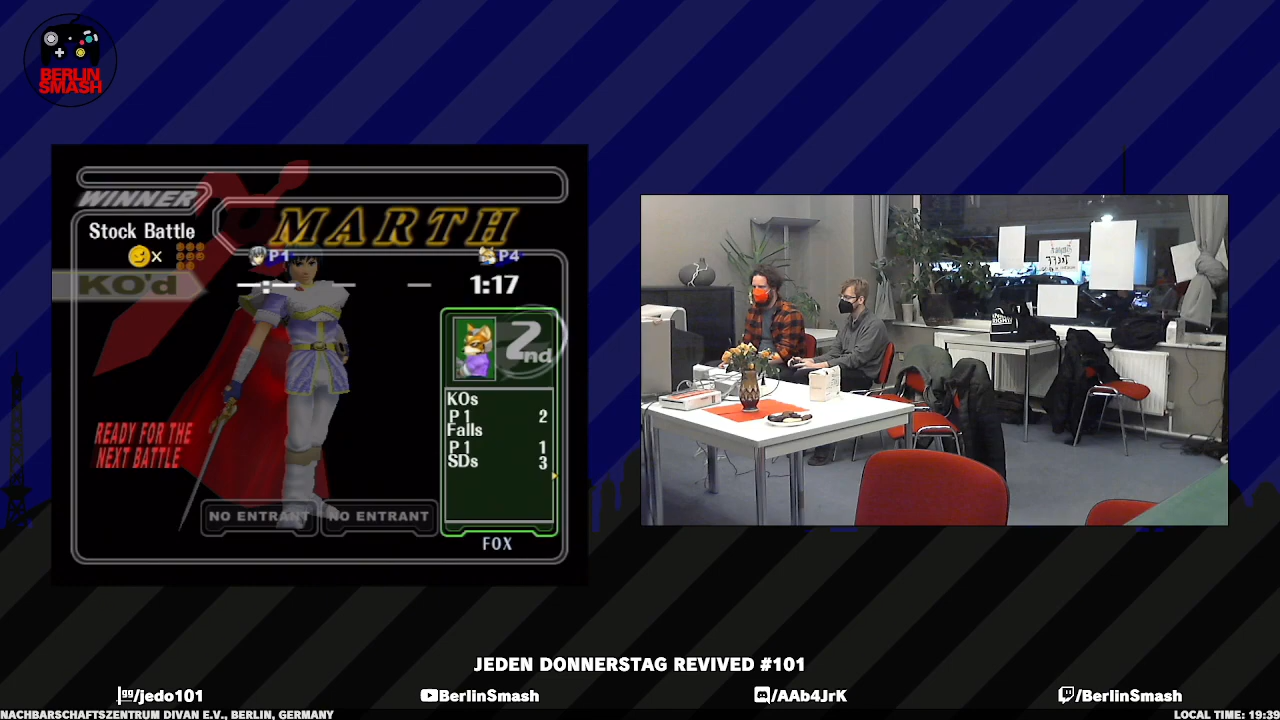 BERLIN
SMASH
WINNER
MARTH
Stock Battle
X
P1
P4
KO'd
1:17
2nd
KOs
P1 2
Falls
P1 1
SDs 3
READY FOR THE
NEXT BATTLE
NO ENTRANT
NO ENTRANT
FOX
JEDEN DONNERSTAG REVIVED #101
gg/jedo101
BerlinSmash
/AAb4JrK
/BerlinSmash
NACHBARSCHAFTSZENTRUM DIVAN E.V., BERLIN, GERMANY
LOCAL TIME: 19:39